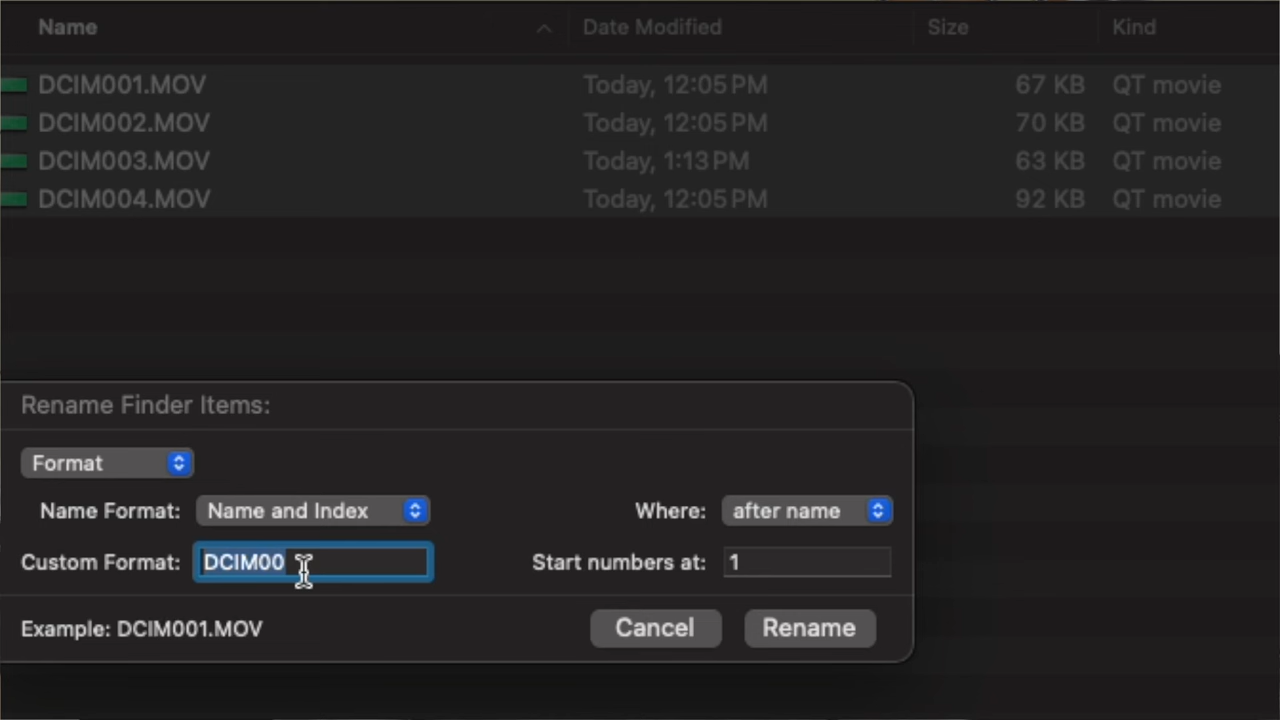 Name Date Modified Size Kind
DCIM001.MOV Today, 12:05 PM 67 KB QT movie
DCIM002.MOV Today, 12:05 PM 70 KB QT movie
DCIM003.MOV Today, 1:13 PM 63 KB QT movie
DCIM004.MOV Today, 12:05 PM 92 KB QT movie
Rename Finder Items:
Format
Name Format: Name and Index Where: after name
Custom Format: DCIM00 Start numbers at: 1
Example: DCIM001.MOV Cancel Rename